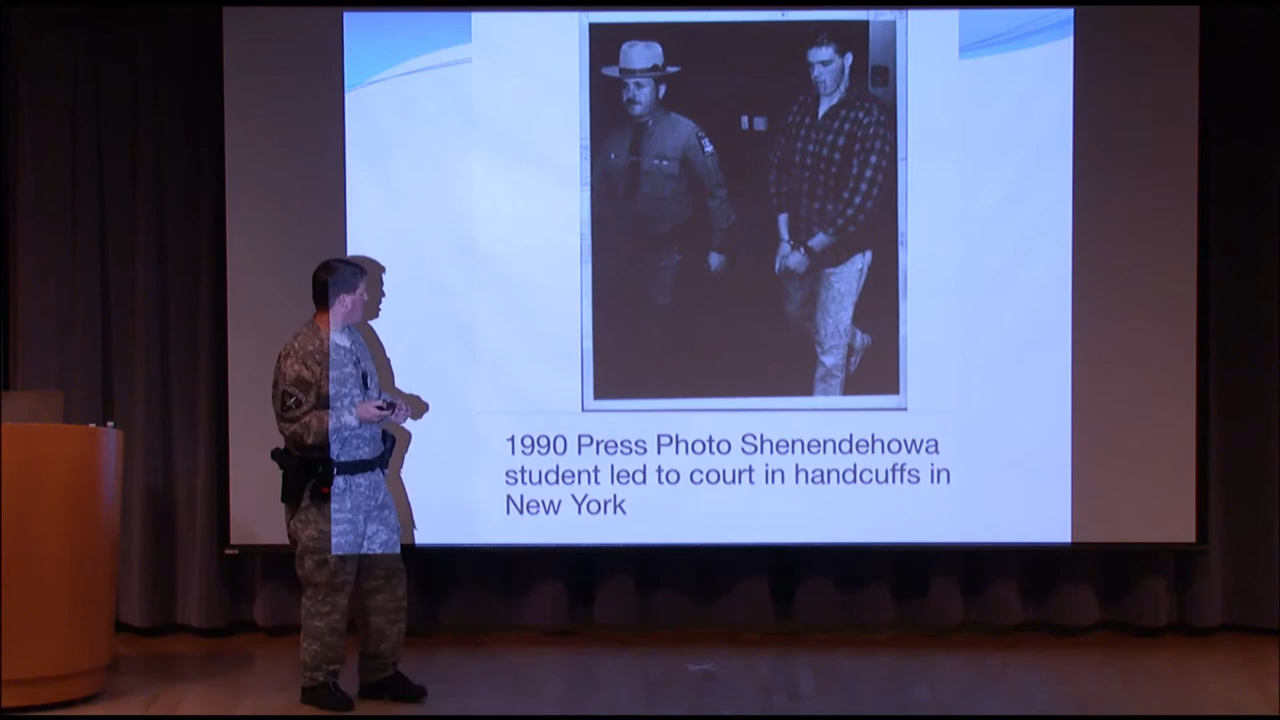 1990 Press Photo Shenendehowa
student led to court in handcuffs in
New York